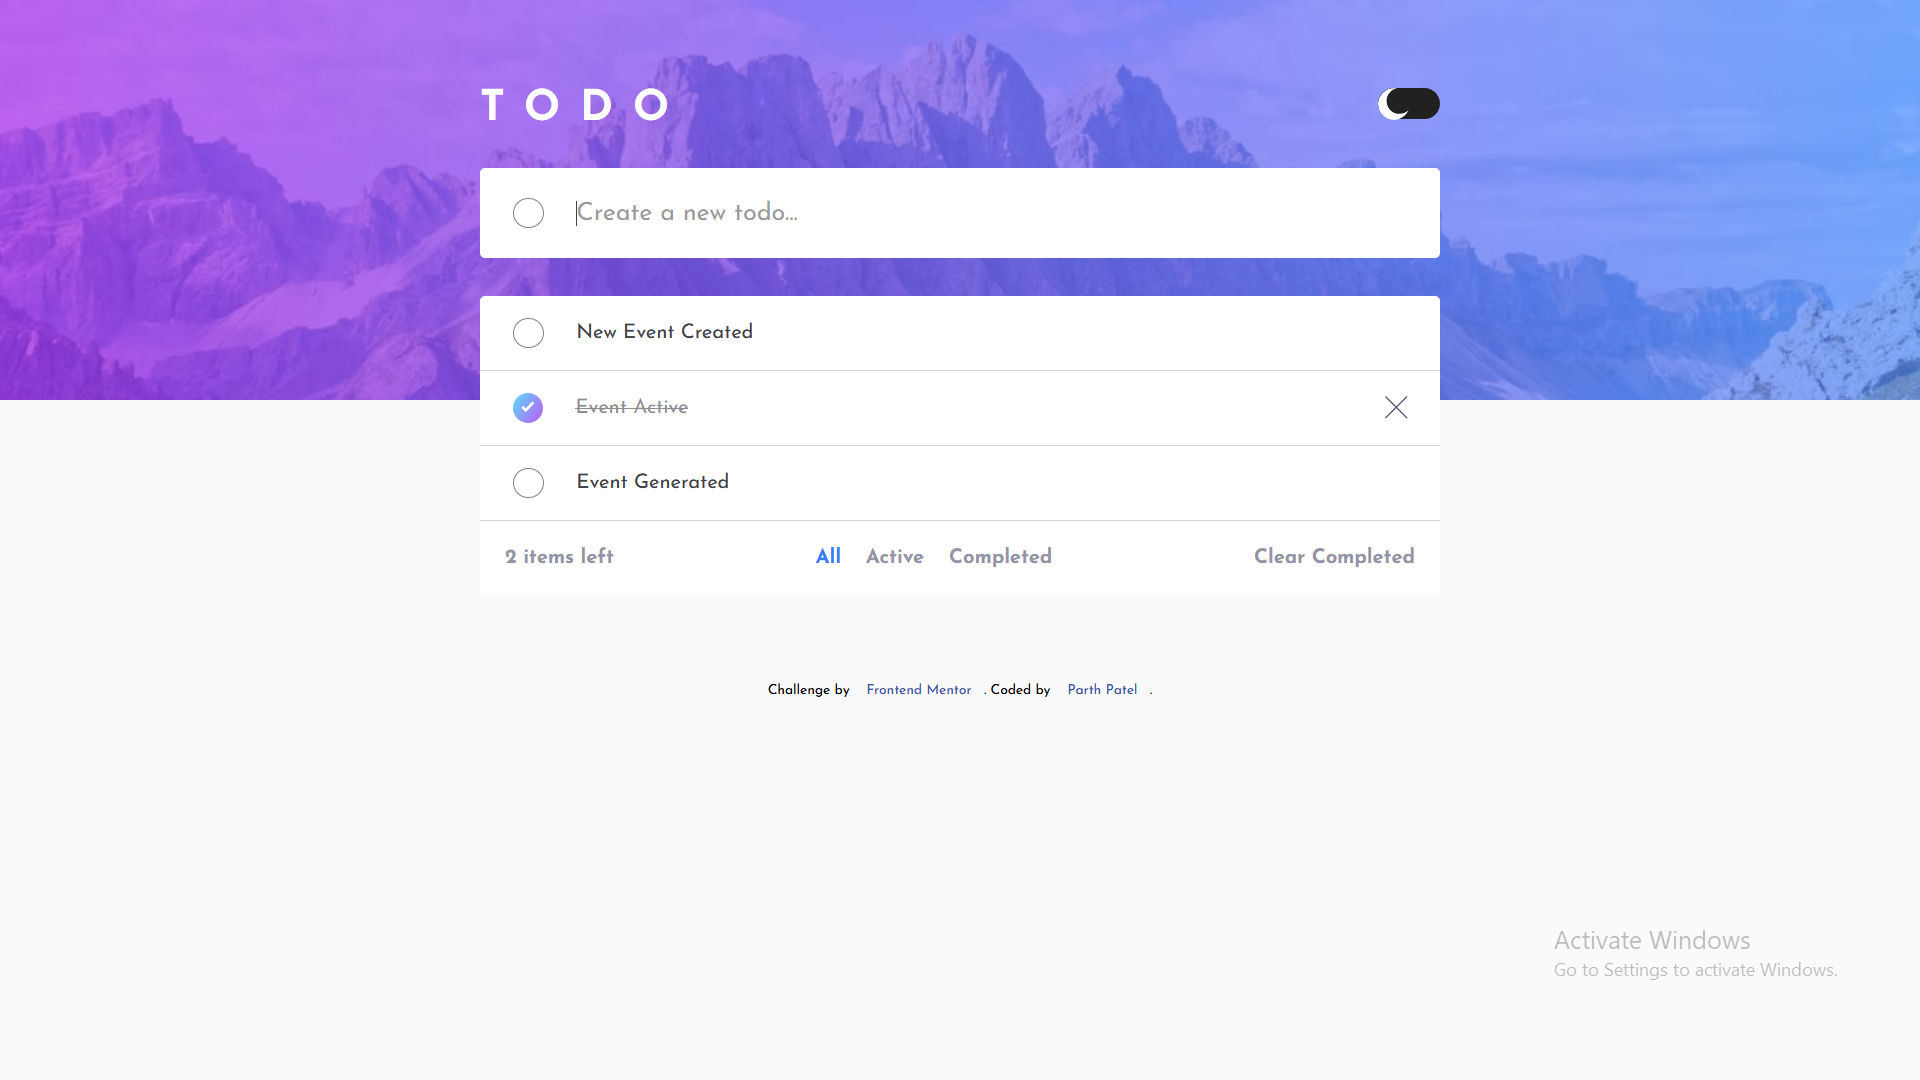 TODO
Create a new todo...
New Event Created
Event Active
Event Generated
2 items left All Active Completed Clear Completed
Challenge by Frontend Mentor . Coded by Parth Patel .
Activate Windows
Go to Settings to activate Windows.